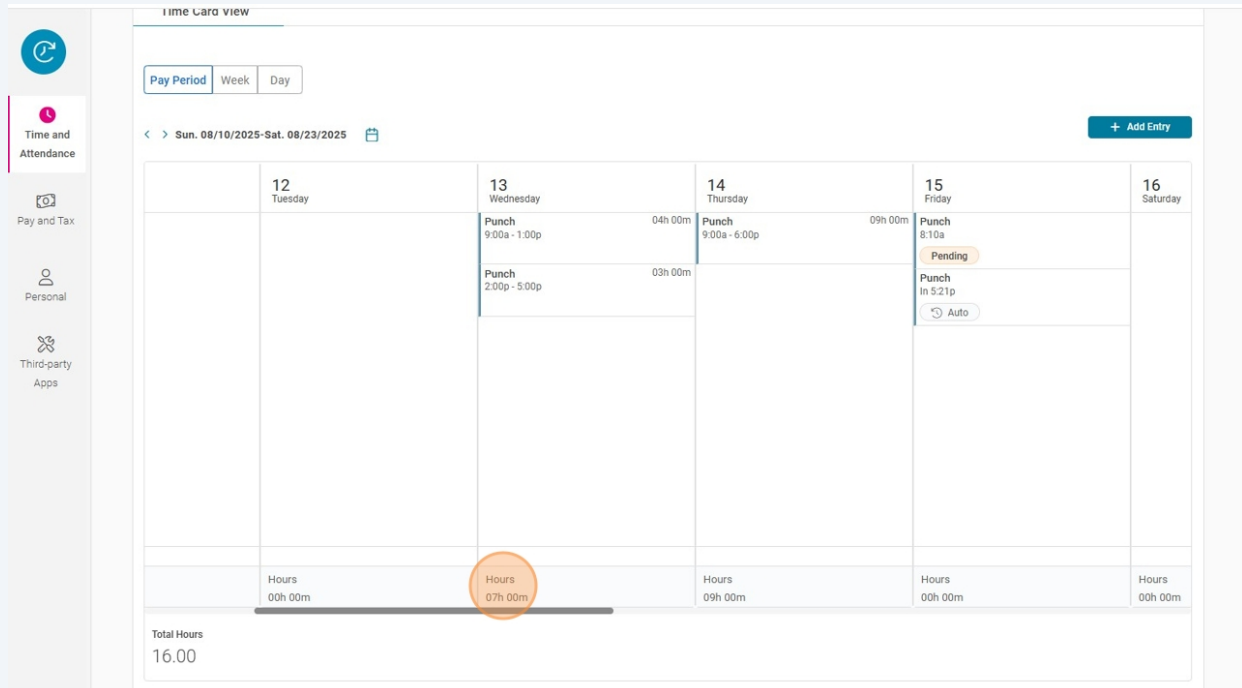 Time Card View
Pay Period Week Day
Time and
Attendance
Sun. 08/10/2025-Sat. 08/23/2025
+ Add Entry
Pay and Tax
Personal
Third-party
Apps
12
Tuesday
13
Wednesday
14
Thursday
15
Friday
16
Saturday
Punch 04h 00m
9:00a - 1:00p
Punch 03h 00m
2:00p - 5:00p
Punch 09h 00m
9:00a - 6:00p
Punch
8:10a
Pending
Punch
In 5:21p
Auto
Hours
00h 00m
Hours
07h 00m
Hours
09h 00m
Hours
00h 00m
Hours
00h 00m
Total Hours
16.00